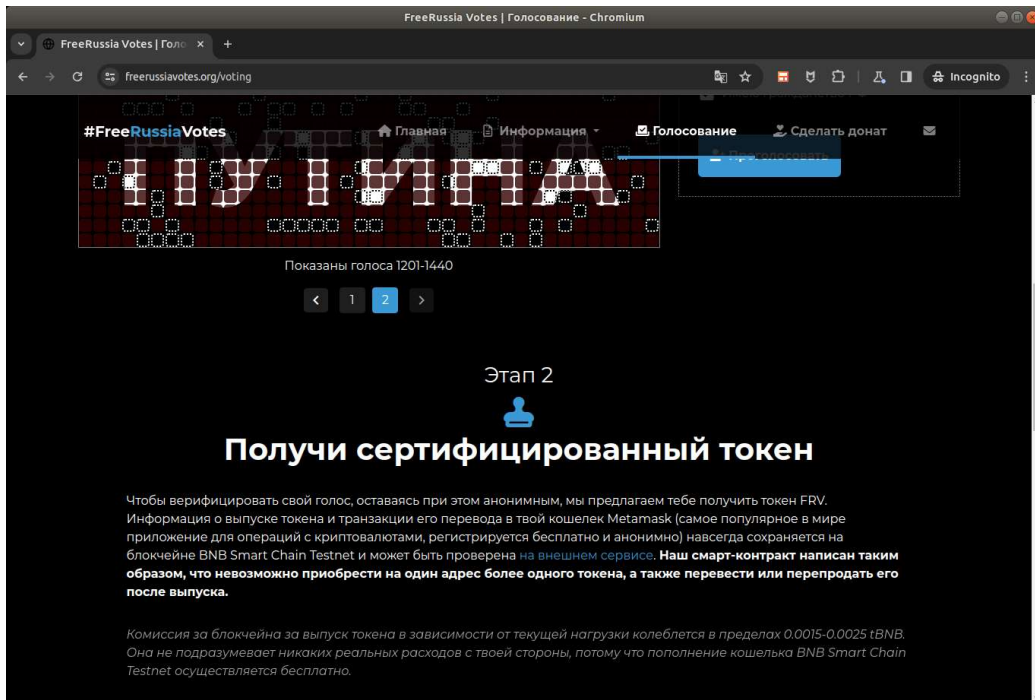 FreeRussia Votes | Голосование - Chromium
FreeRussia Votes | Голо
freerussiavotes.org/voting
Incognito
#FreeRussiaVotes
Главная
Информация
Голосование
Сделать донат
Проголосовать
ПУТИНА
Показаны голоса 1201-1440
1
2
Этап 2
Получи сертифицированный токен
Чтобы верифицировать свой голос, оставаясь при этом анонимным, мы предлагаем тебе получить токен FRV.
Информация о выпуске токена и транзакции его перевода в твой кошелек Metamask (самое популярное в мире
приложение для операций с криптовалютами, регистрируется бесплатно и анонимно) навсегда сохраняется на
блокчейне BNB Smart Chain Testnet и может быть проверена на внешнем сервисе. Наш смарт-контракт написан таким
образом, что невозможно приобрести на один адрес более одного токена, а также перевести или перепродать его
после выпуска.
Комиссия за блокчейна за выпуск токена в зависимости от текущей нагрузки колеблется в пределах 0.0015-0.0025 tBNB.
Она не подразумевает никаких реальных расходов с твоей стороны, потому что пополнение кошелька BNB Smart Chain
Testnet осуществляется бесплатно.